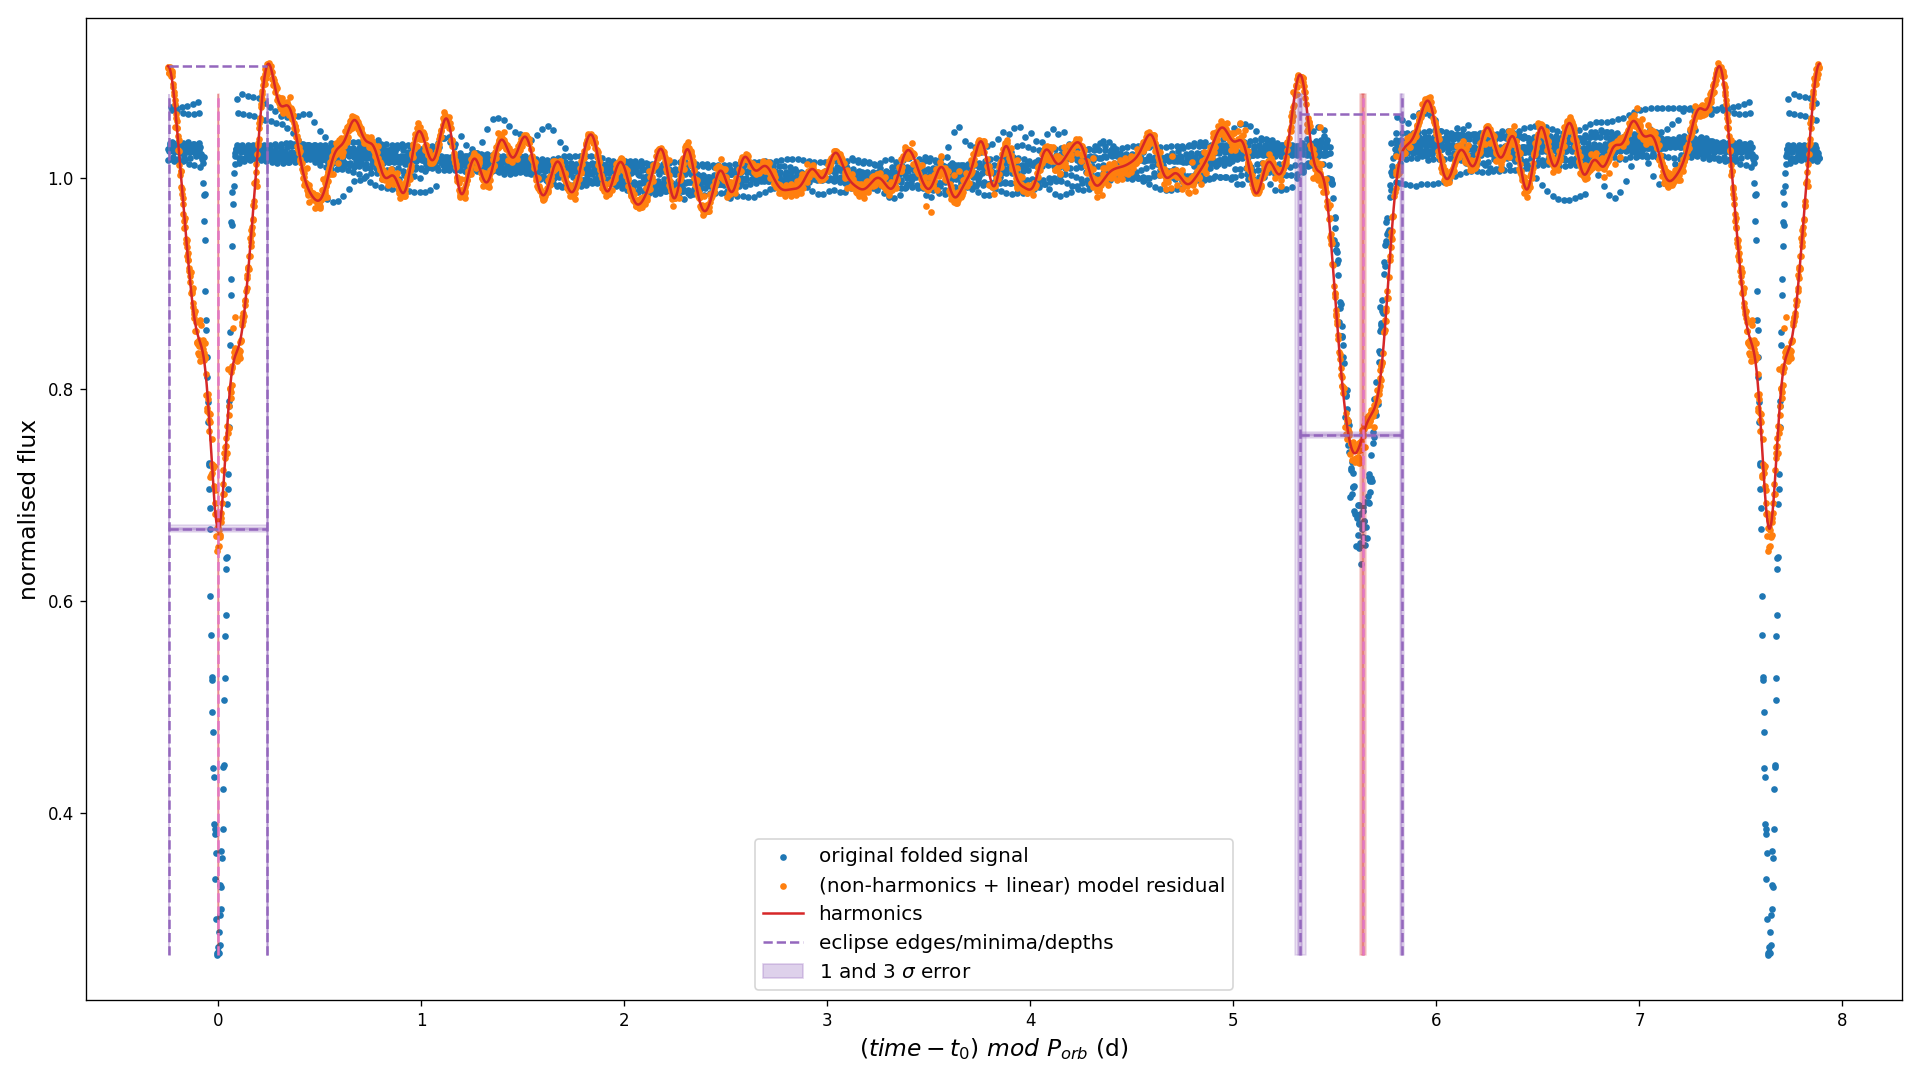 normalised flux
1.0
0.8
0.6
0.4
original folded signal
(non-harmonics + linear) model residual
harmonics
eclipse edges/minima/depths
1 and 3 σ error
0 1 2 3 4 5 6 7 8
(time − t₀) mod Pₒᵣb (d)